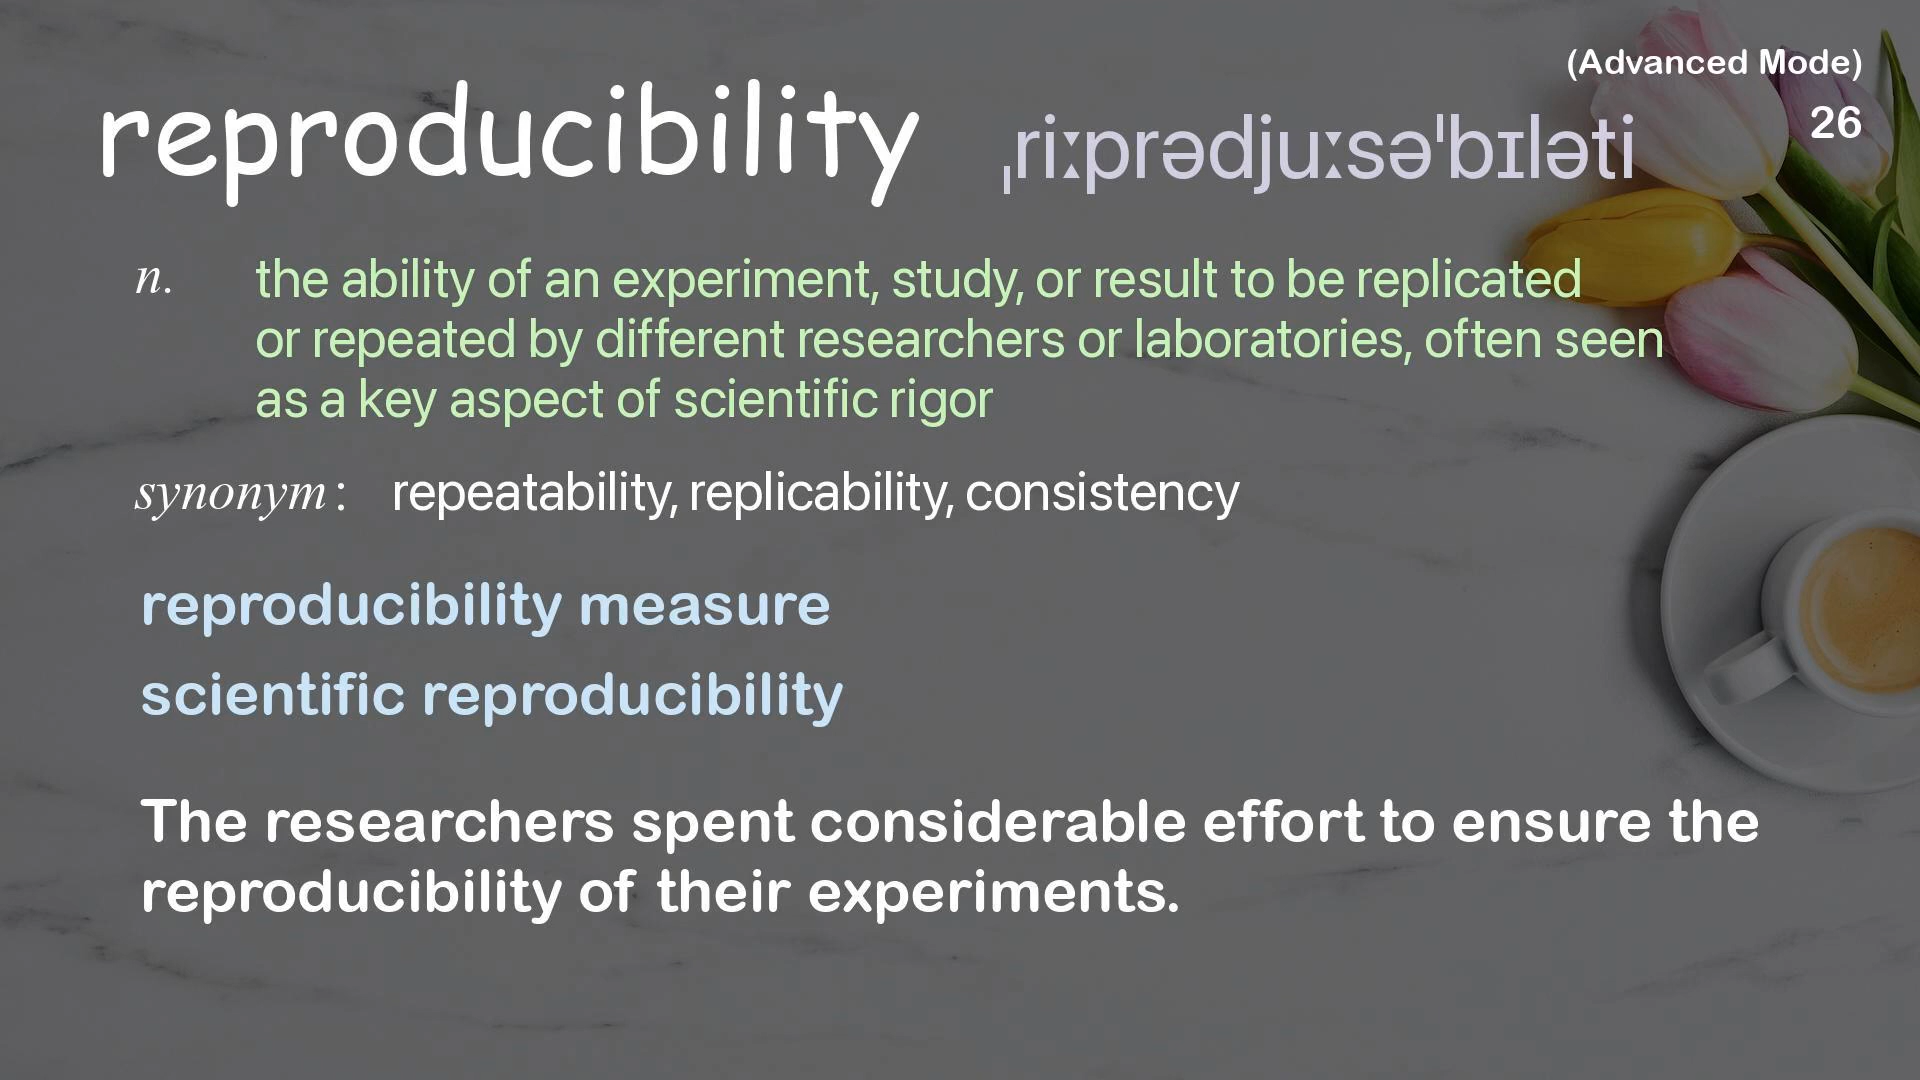 (Advanced Mode)
reproducibility ˌriːprədjuːsəˈbɪləti 26
n. the ability of an experiment, study, or result to be replicated
or repeated by different researchers or laboratories, often seen
as a key aspect of scientific rigor
synonym : repeatability, replicability, consistency
reproducibility measure
scientific reproducibility
The researchers spent considerable effort to ensure the
reproducibility of their experiments.